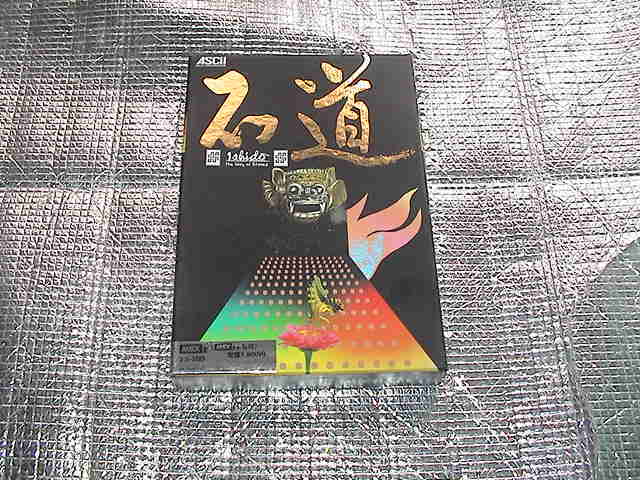 ASCII
石道
Ishido
The Way of Stones